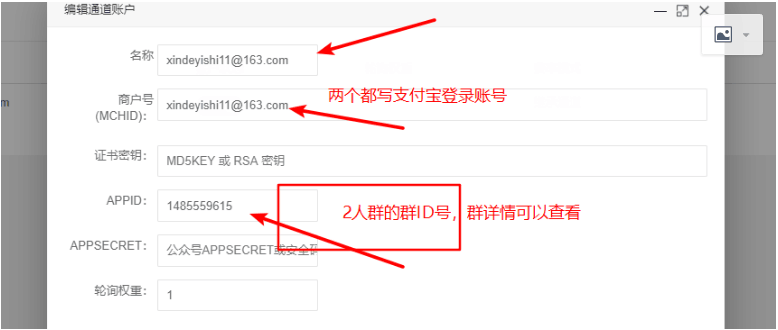 编辑通道账户
名称
xindeyishi11@163.com
商户号
(MCHID):
xindeyishi11@163.com
两个都写支付宝登录账号
证书密钥:
MD5KEY 或 RSA 密钥
APPID:
1485559615
2人群的群ID号，群详情可以查看
APPSECRET:
公众号APPSECRET或安全
轮询权重:
1